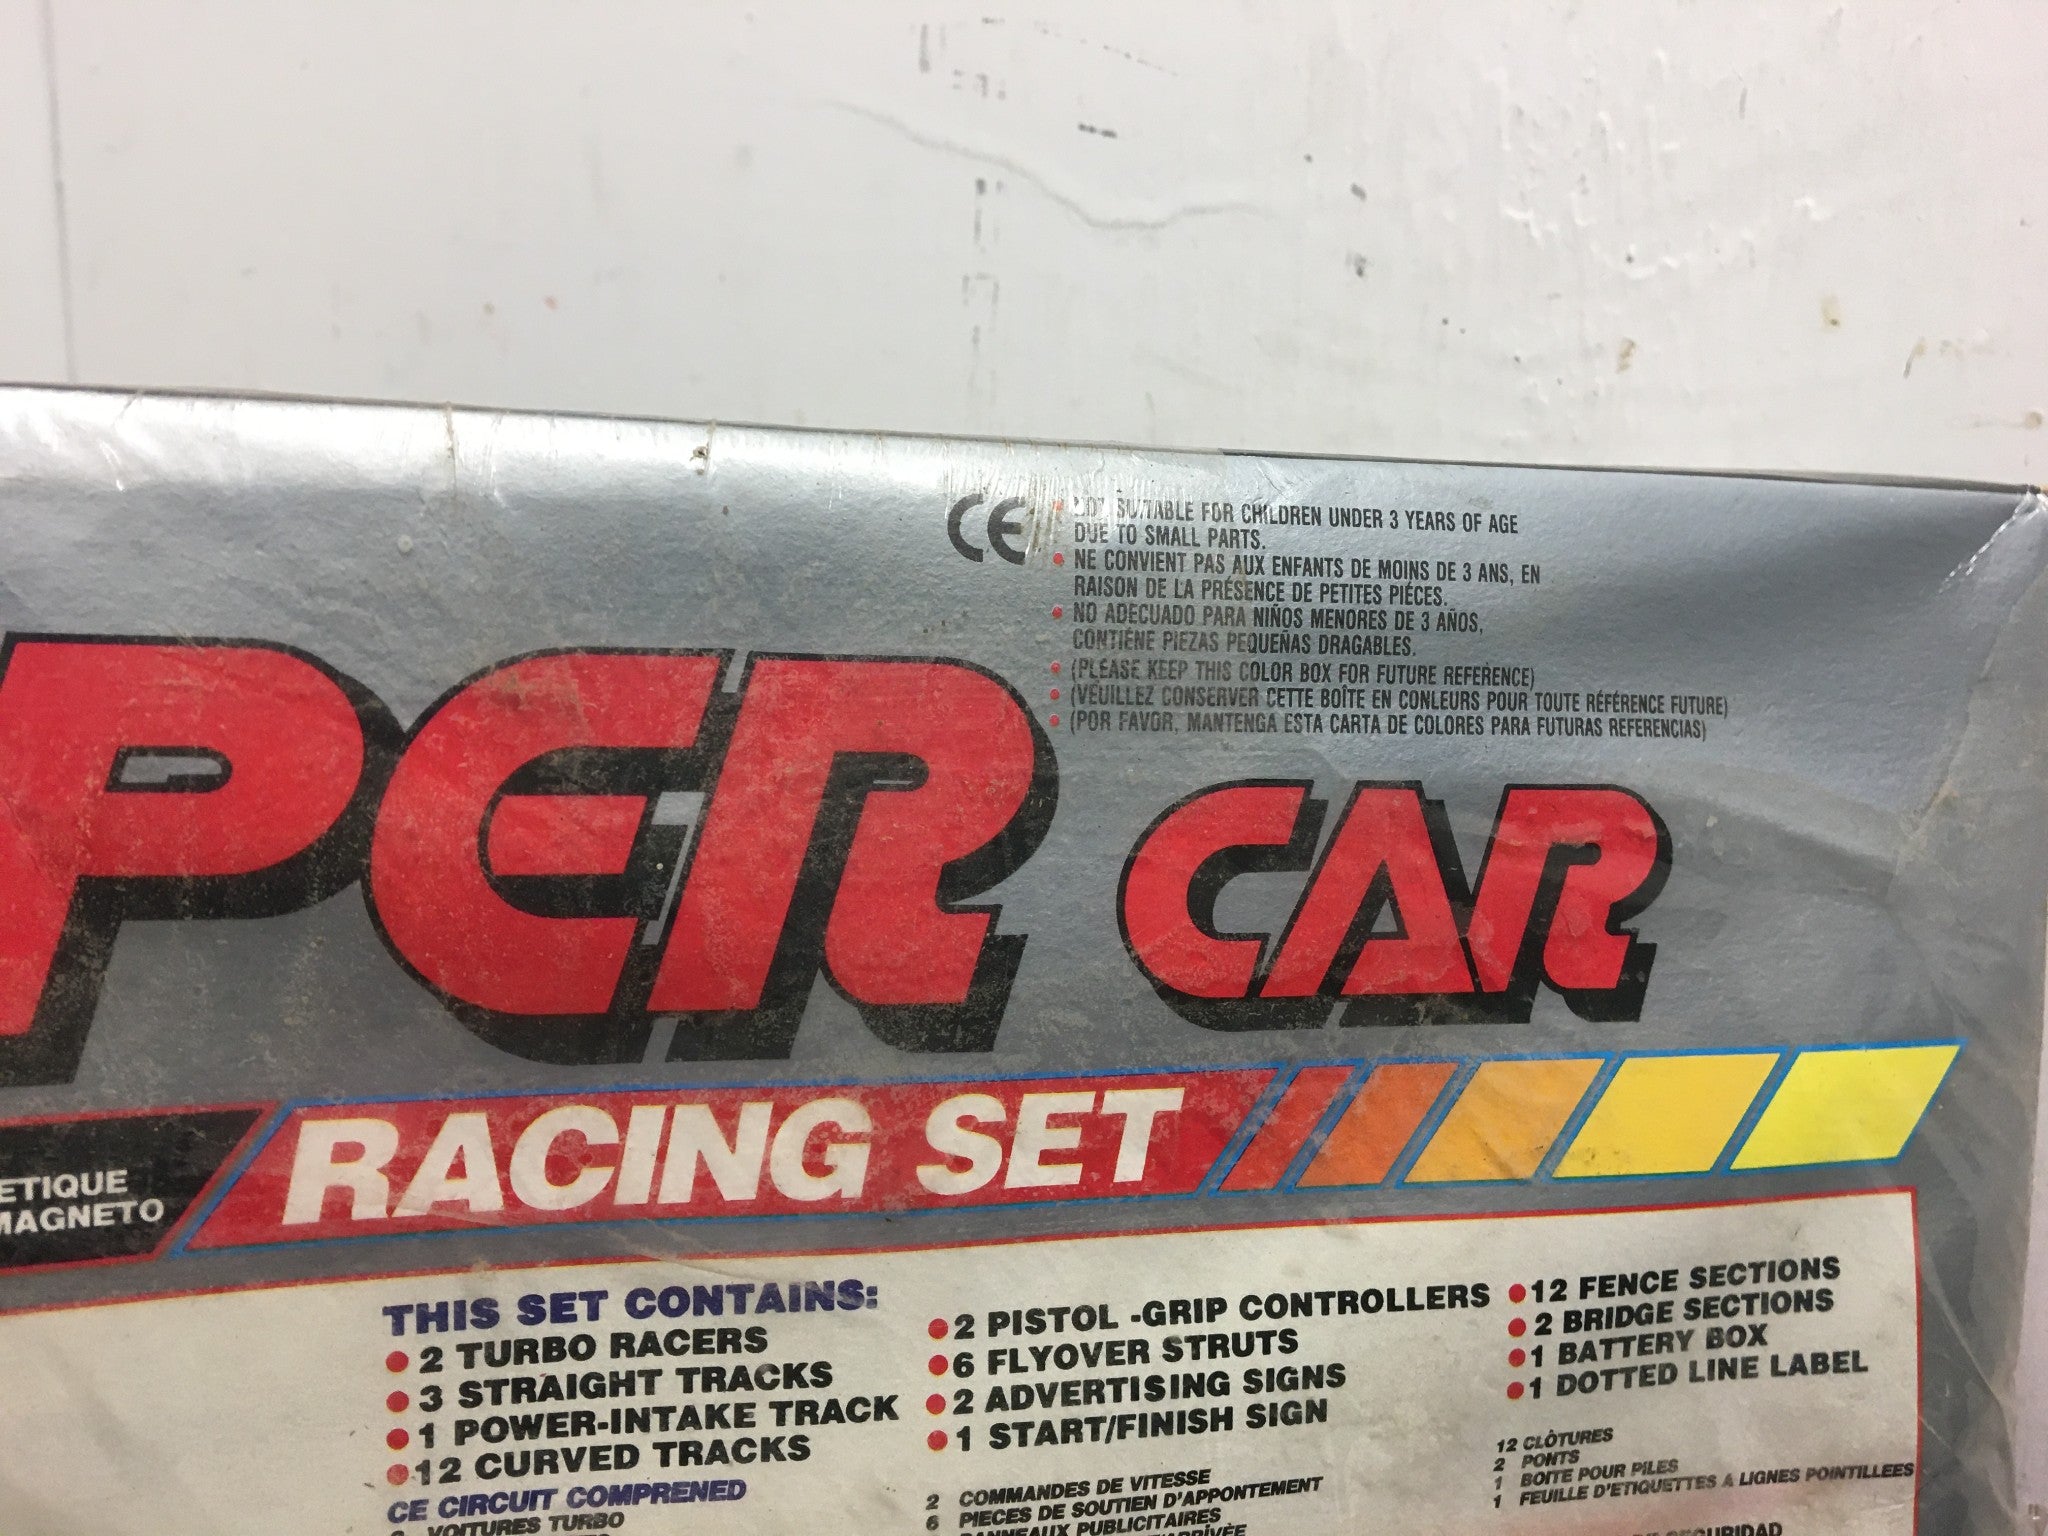 CE
NOT SUITABLE FOR CHILDREN UNDER 3 YEARS OF AGE
DUE TO SMALL PARTS.
NE CONVIENT PAS AUX ENFANTS DE MOINS DE 3 ANS, EN
RAISON DE LA PRÉSENCE DE PETITES PIÉCES.
NO ADECUADO PARA NIÑOS MENORES DE 3 AÑOS,
CONTIENE PIEZAS PEQUEÑAS DRAGABLES.
(PLEASE KEEP THIS COLOR BOX FOR FUTURE REFERENCE)
(VEUILLEZ CONSERVER CETTE BOÎTE EN CONLEURS POUR TOUTE RÉFÉRENCE FUTURE)
(POR FAVOR, MANTENGA ESTA CARTA DE COLORES PARA FUTURAS REFERENCIAS)
PER CAR
RACING SET
ETIQUE
MAGNETO
THIS SET CONTAINS:
2 TURBO RACERS
3 STRAIGHT TRACKS
1 POWER-INTAKE TRACK
12 CURVED TRACKS
CE CIRCUIT COMPRENED
VOITURES TURBO
2 PISTOL -GRIP CONTROLLERS
6 FLYOVER STRUTS
2 ADVERTISING SIGNS
1 START/FINISH SIGN
2 COMMANDES DE VITESSE
6 PIECES DE SOUTIEN D'APPONTEMENT
PANNEAUX PUBLICITAIRES
12 FENCE SECTIONS
2 BRIDGE SECTIONS
1 BATTERY BOX
1 DOTTED LINE LABEL
12 CLÔTURES
2 PONTS
1 BOITE POUR PILES
1 FEUILLE D'ETIQUETTES A LIGNES POINTILLEES